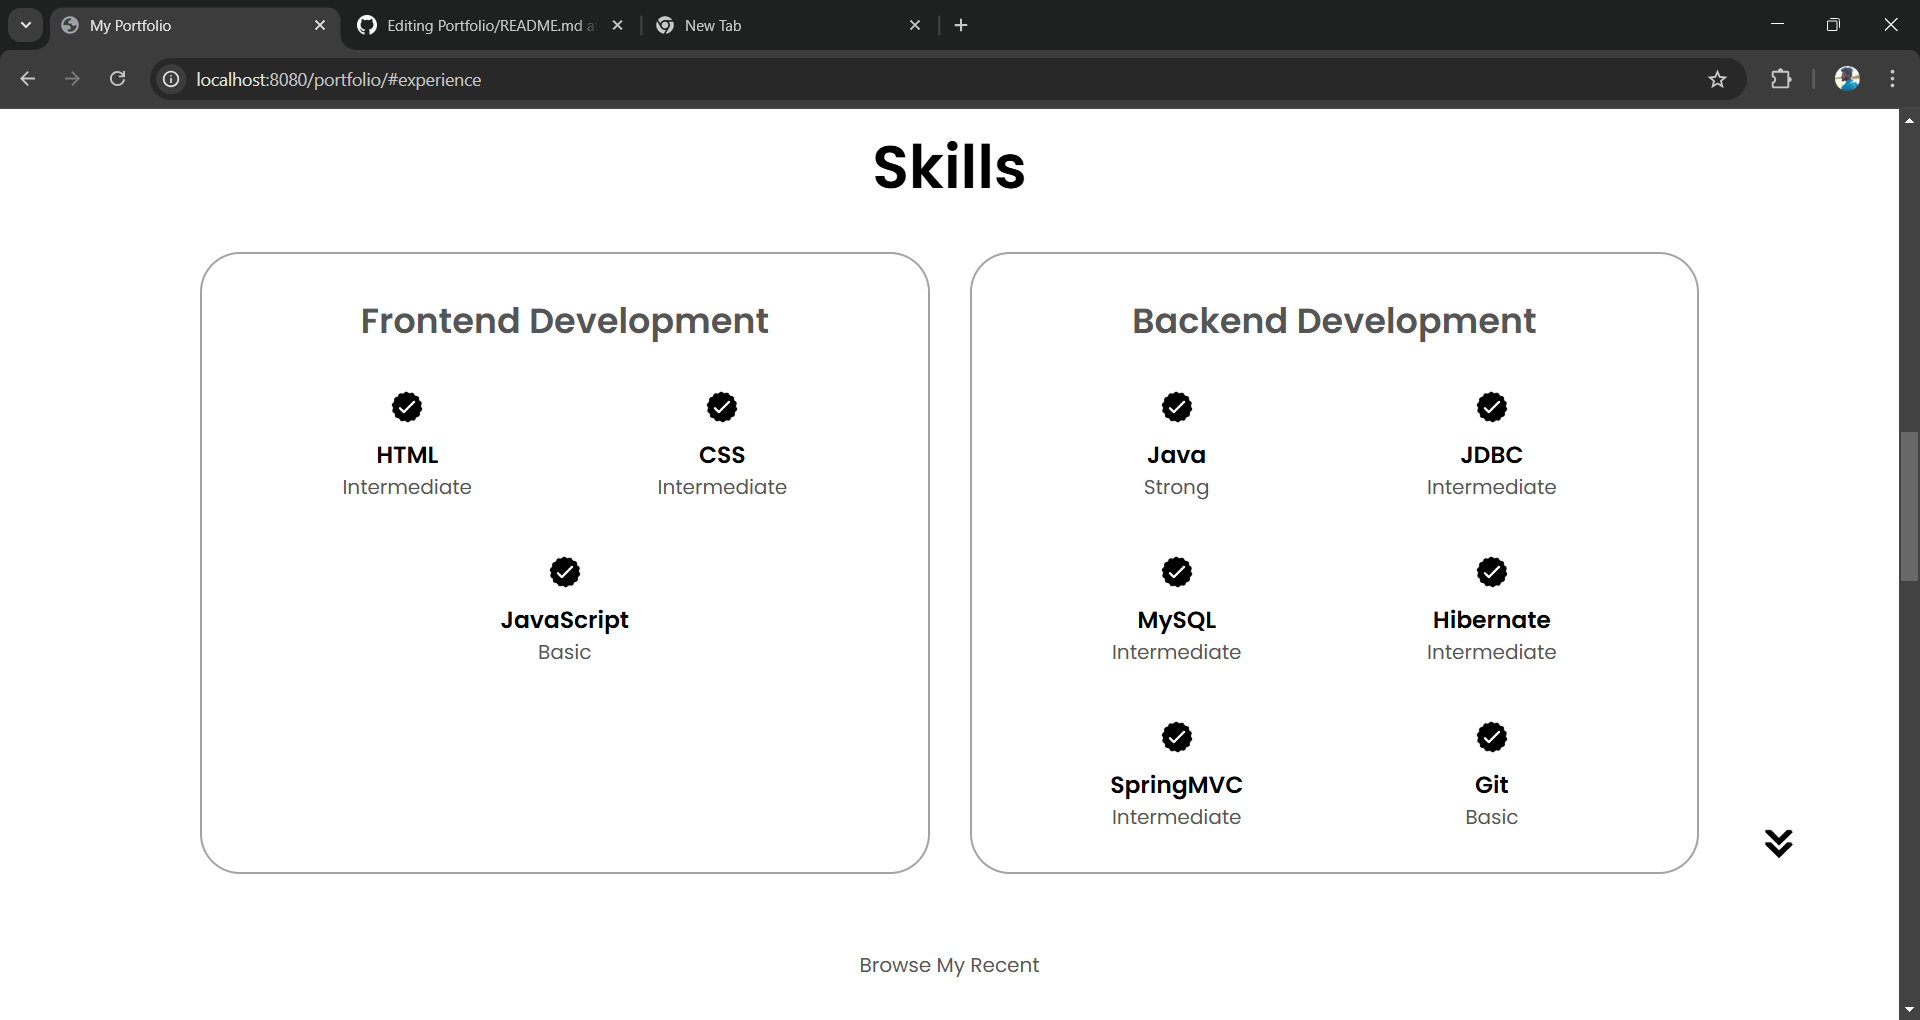 My Portfolio
Editing Portfolio/README.md a
New Tab
localhost:8080/portfolio/#experience
Skills
Frontend Development
HTML
Intermediate
CSS
Intermediate
JavaScript
Basic
Backend Development
Java
Strong
JDBC
Intermediate
MySQL
Intermediate
Hibernate
Intermediate
SpringMVC
Intermediate
Git
Basic
Browse My Recent